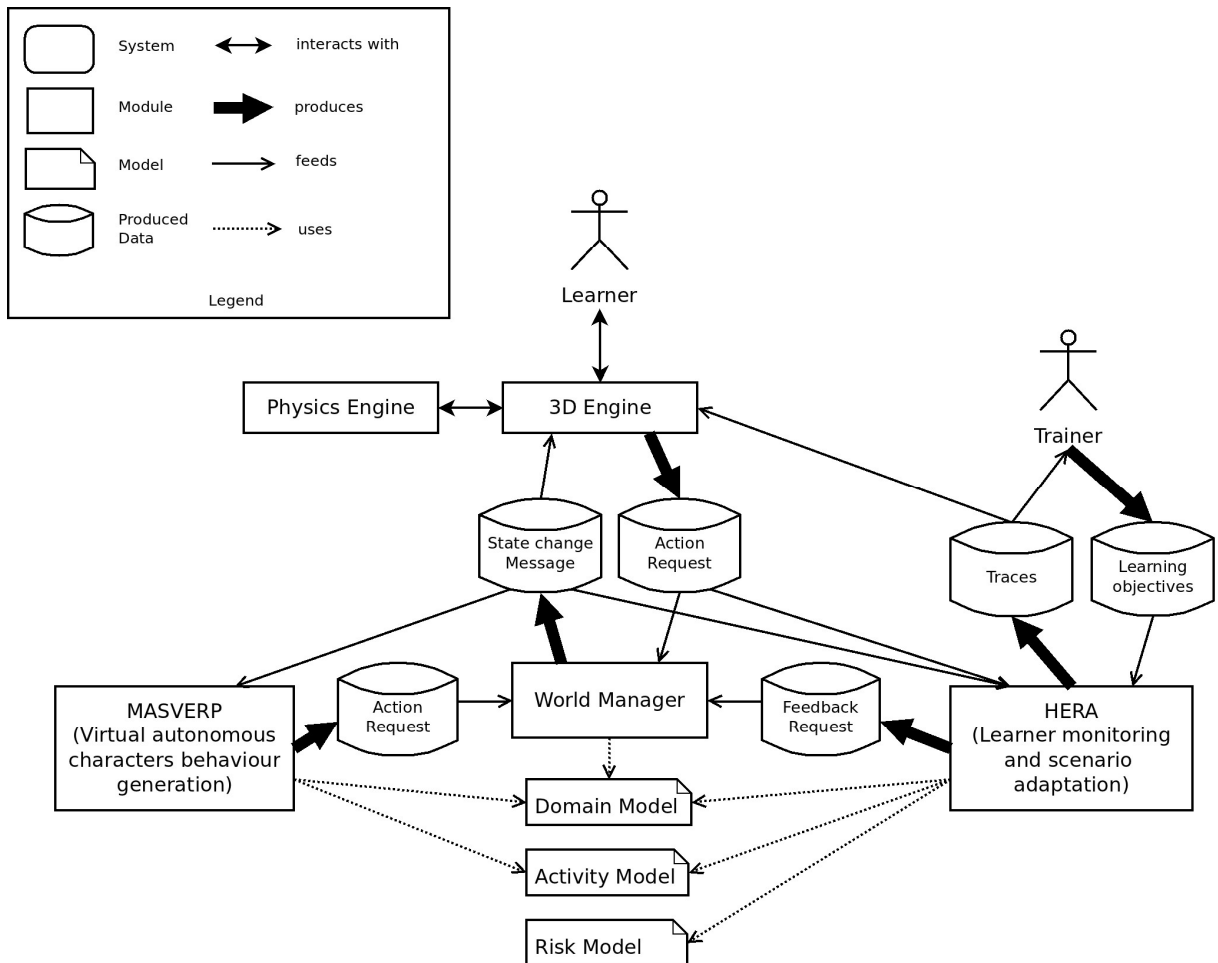 System
interacts with
Module
produces
Model
feeds
Produced
Data
uses
Legend
Learner
Trainer
Physics Engine
3D Engine
State change
Message
Action
Request
Traces
Learning
objectives
MASVERP
(Virtual autonomous
characters behaviour
generation)
Action
Request
World Manager
Feedback
Request
HERA
(Learner monitoring
and scenario
adaptation)
Domain Model
Activity Model
Risk Model